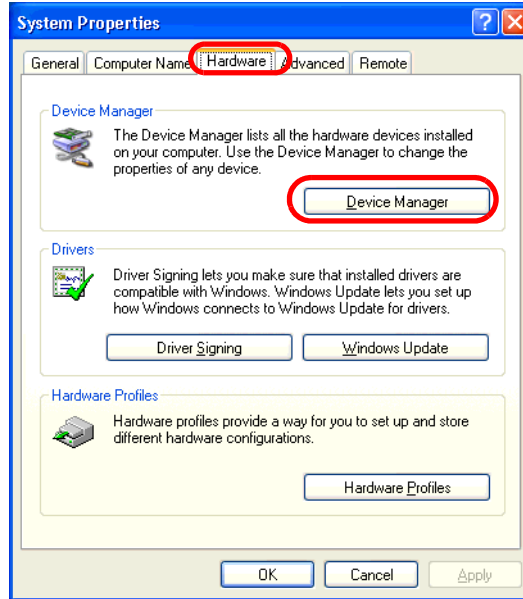 System Properties
General Computer Name Hardware Advanced Remote
Device Manager
The Device Manager lists all the hardware devices installed
on your computer. Use the Device Manager to change the
properties of any device.
Device Manager
Drivers
Driver Signing lets you make sure that installed drivers are
compatible with Windows. Windows Update lets you set up
how Windows connects to Windows Update for drivers.
Driver Signing Windows Update
Hardware Profiles
Hardware profiles provide a way for you to set up and store
different hardware configurations.
Hardware Profiles
OK Cancel Apply